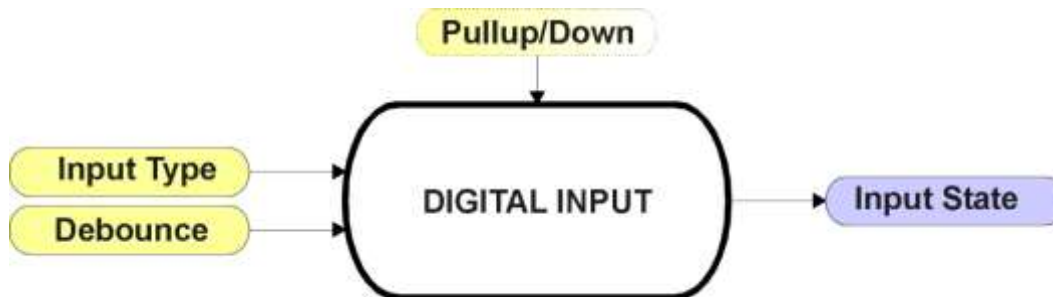 Pullup/Down
Input Type
DIGITAL INPUT
Input State
Debounce